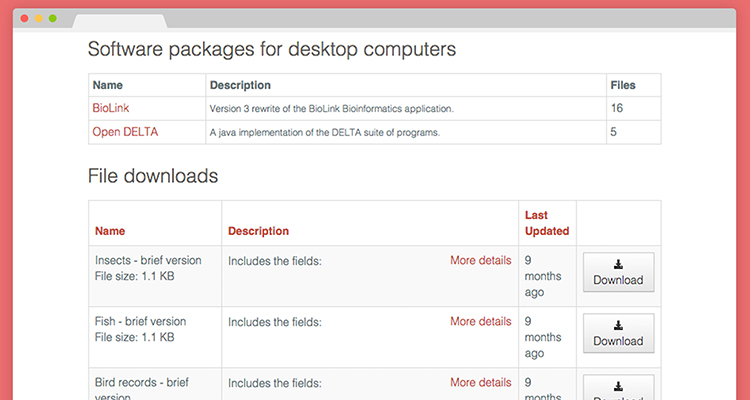 Software packages for desktop computers
Name Description Files
BioLink Version 3 rewrite of the BioLink Bioinformatics application. 16
Open DELTA A java implementation of the DELTA suite of programs. 5
File downloads
Last
Name Description Updated
Insects - brief version Includes the fields: More details 9
File size: 1.1 KB months
ago
Download
Fish - brief version Includes the fields: More details 9
File size: 1.1 KB months
ago
Download
Bird records - brief Includes the fields: More details 9
version months
Download